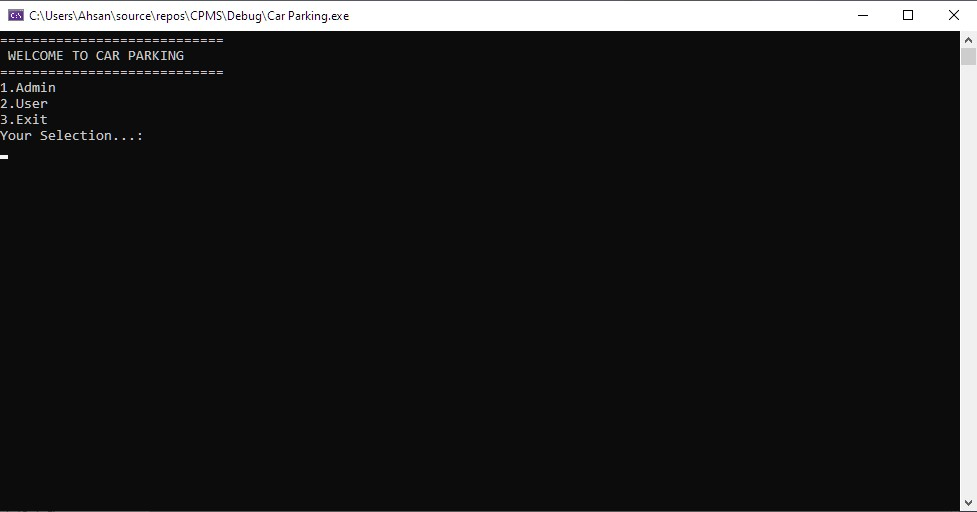 C:\Users\Ahsan\source\repos\CPMS\Debug\Car Parking.exe
============================
 WELCOME TO CAR PARKING
============================
1.Admin
2.User
3.Exit
Your Selection...: